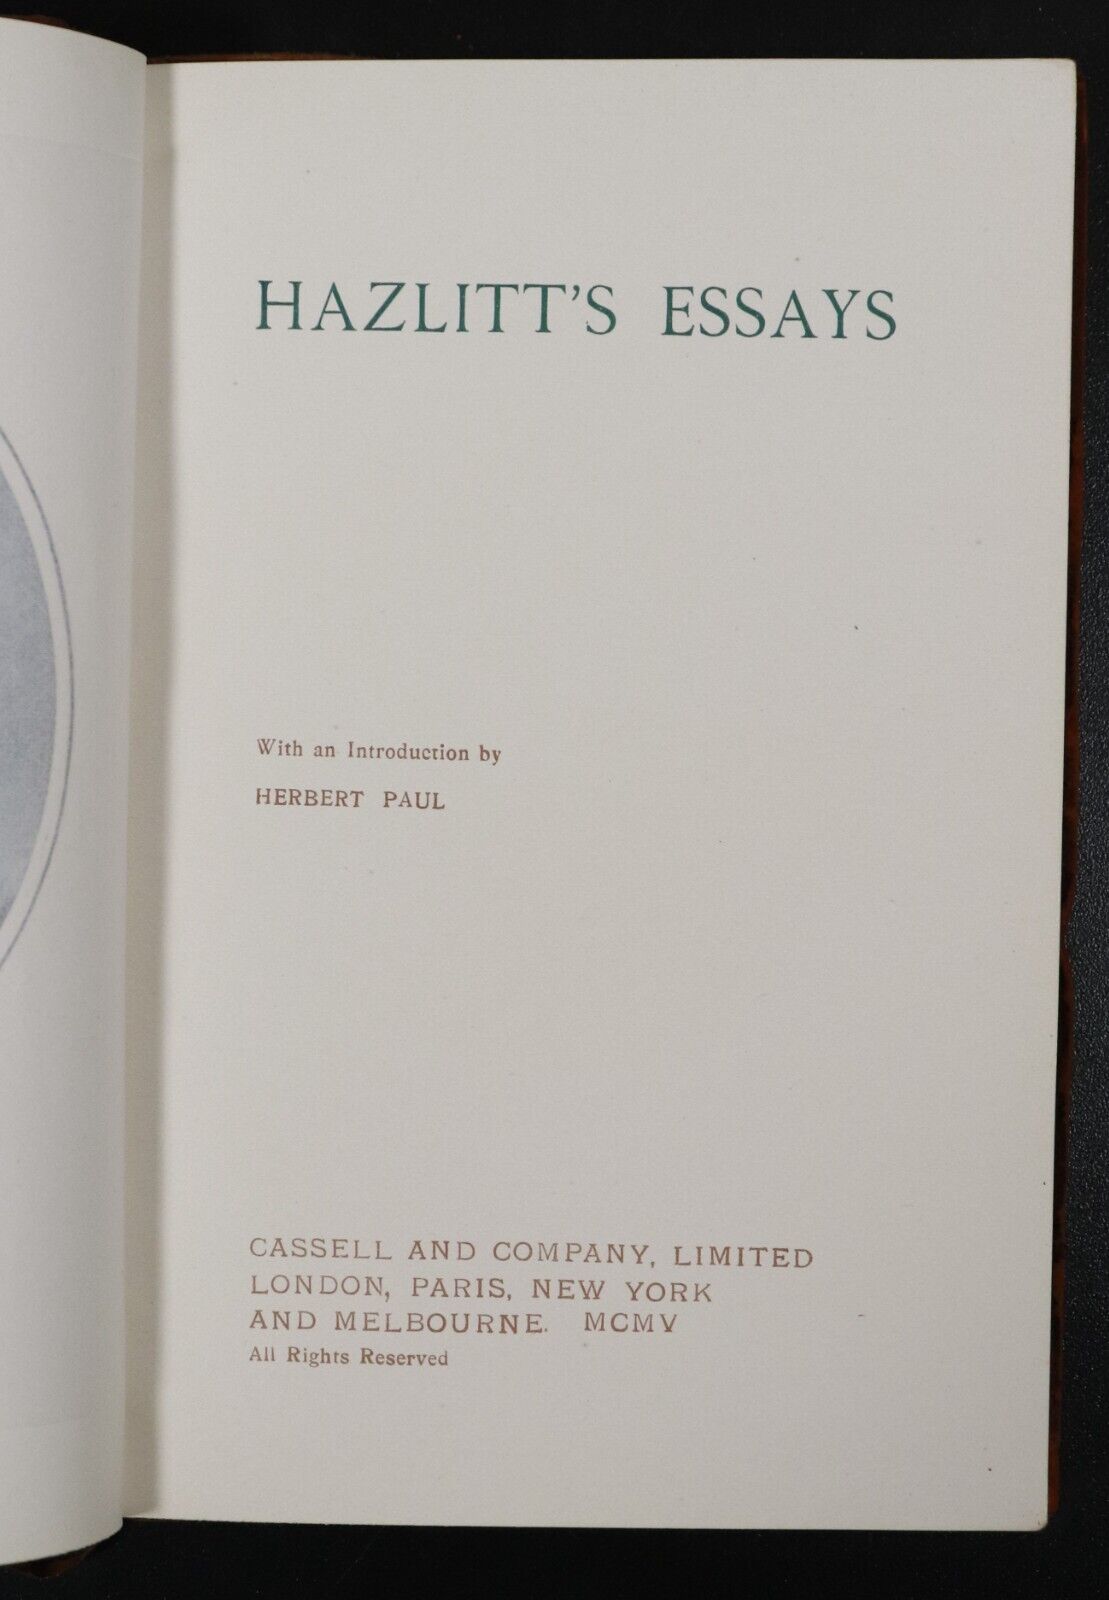 HAZLITT'S ESSAYS
With an Introduction by
HERBERT PAUL
CASSELL AND COMPANY, LIMITED
LONDON, PARIS, NEW YORK
AND MELBOURNE. MCMV
All Rights Reserved